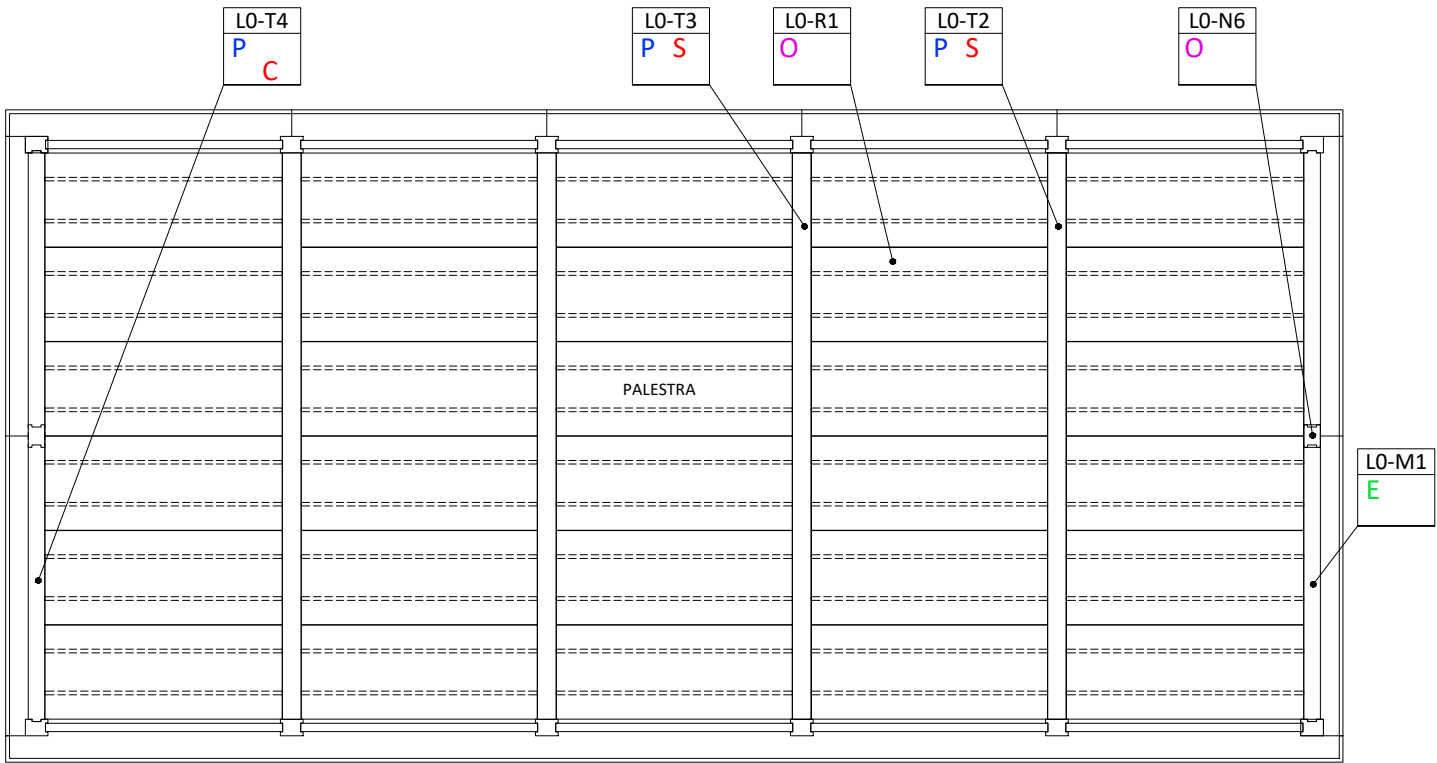 L0-T4
P
C
L0-T3
P S
L0-R1
O
L0-T2
P S
L0-N6
O
PALESTRA
L0-M1
E